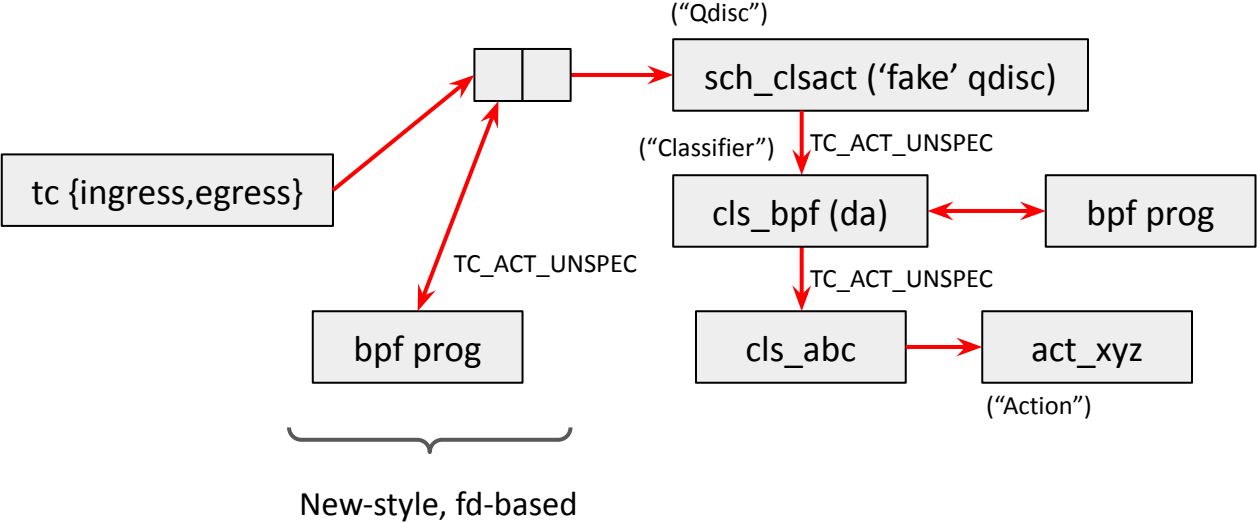 (“Qdisc”)
sch_clsact (‘fake’ qdisc)
(“Classifier”)
TC_ACT_UNSPEC
tc {ingress,egress}
cls_bpf (da)
bpf prog
TC_ACT_UNSPEC
TC_ACT_UNSPEC
bpf prog
cls_abc
act_xyz
(“Action”)
New-style, fd-based